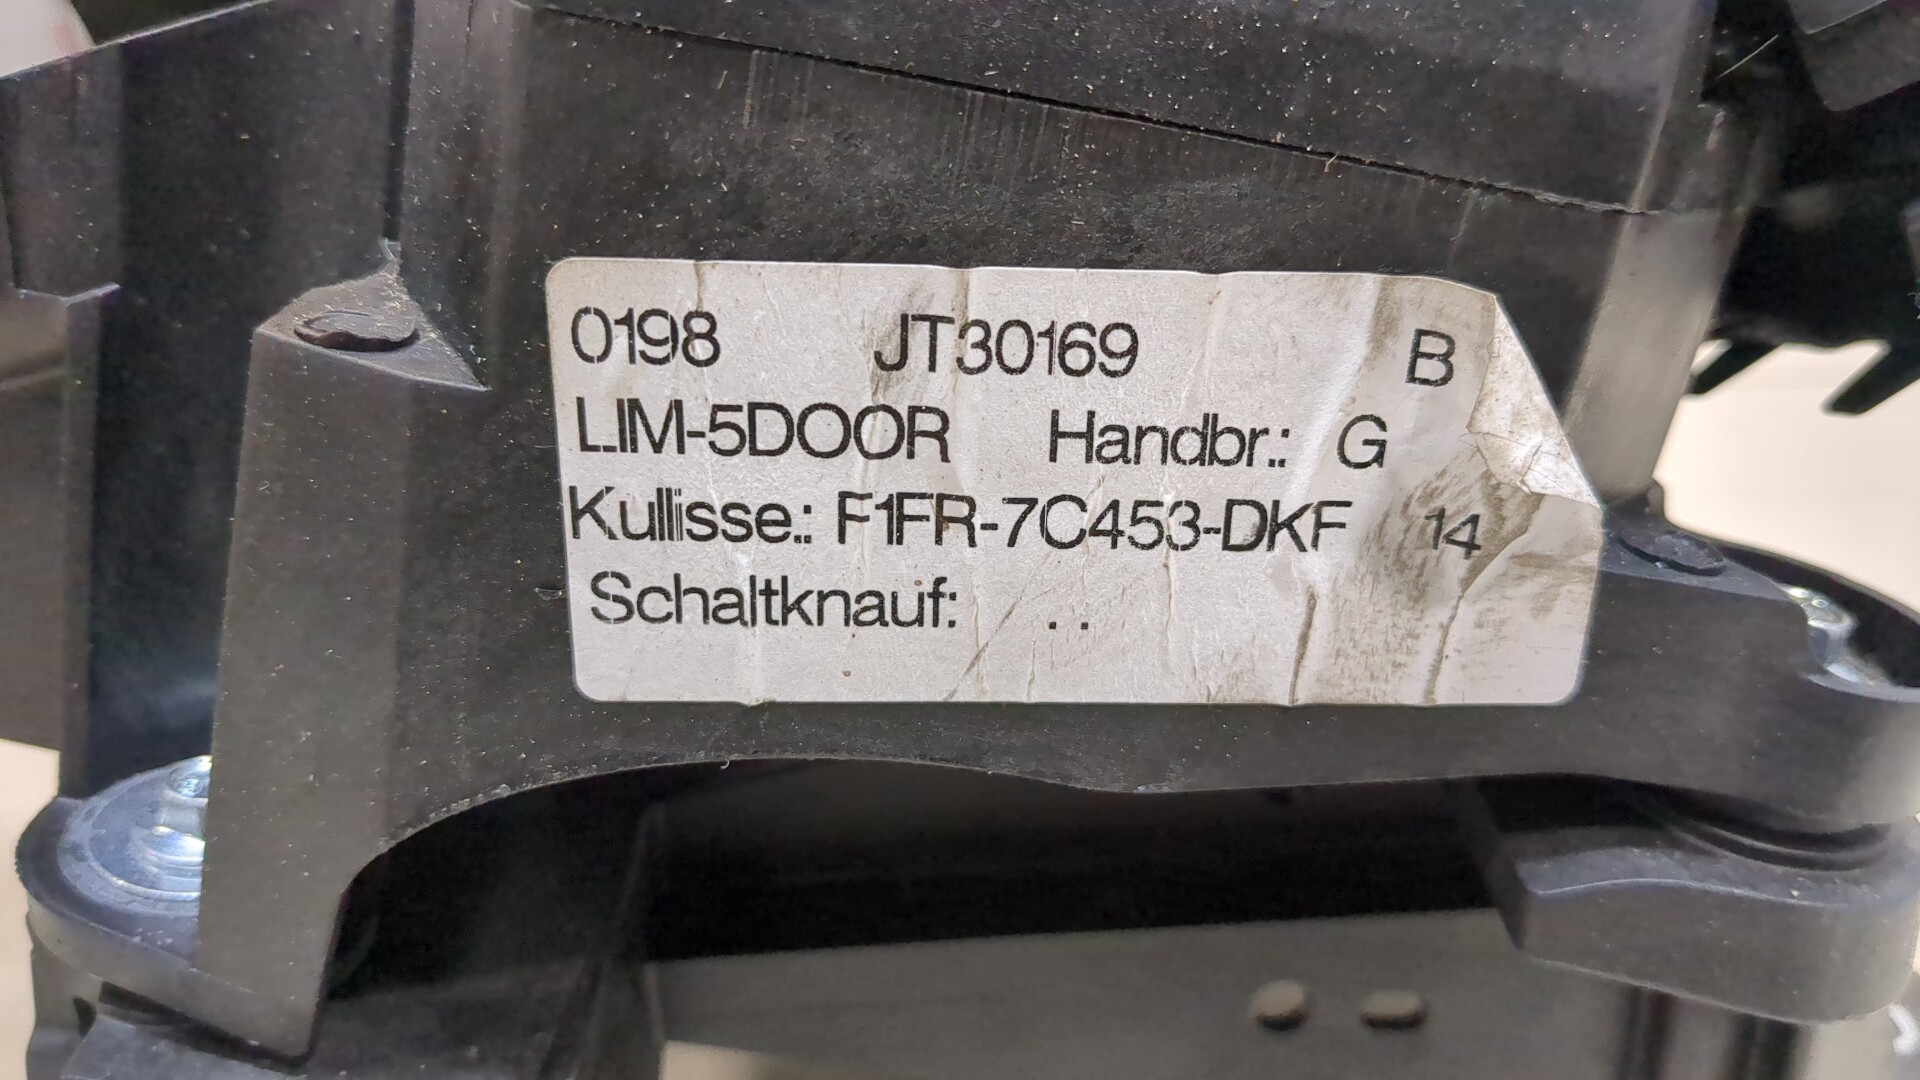 0198 JT30169 B
LIM-5DOOR Handbr.: G
Kullisse.: F1FR-7C453-DKF 14
Schaltknauf: . .